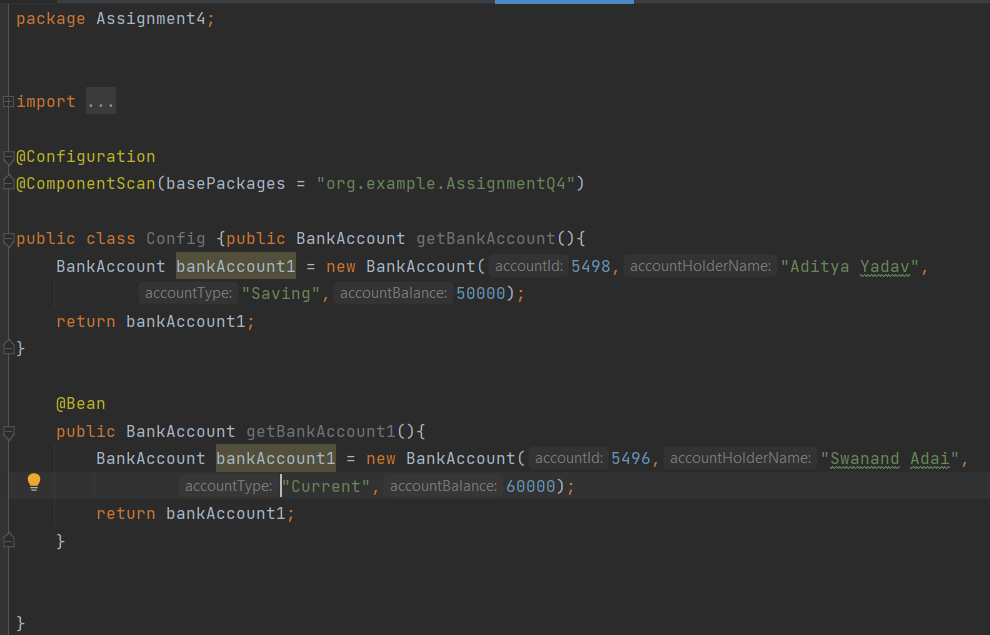 package Assignment4;
import ...
@Configuration
@ComponentScan(basePackages = "org.example.AssignmentQ4")
public class Config {public BankAccount getBankAccount(){
BankAccount bankAccount1 = new BankAccount( accountId: 5498, accountHolderName: "Aditya Yadav",
accountType: "Saving", accountBalance: 50000);
return bankAccount1;
}
@Bean
public BankAccount getBankAccount1(){
BankAccount bankAccount1 = new BankAccount( accountId: 5496, accountHolderName: "Swanand Adai",
accountType: "Current", accountBalance: 60000);
return bankAccount1;
}
}